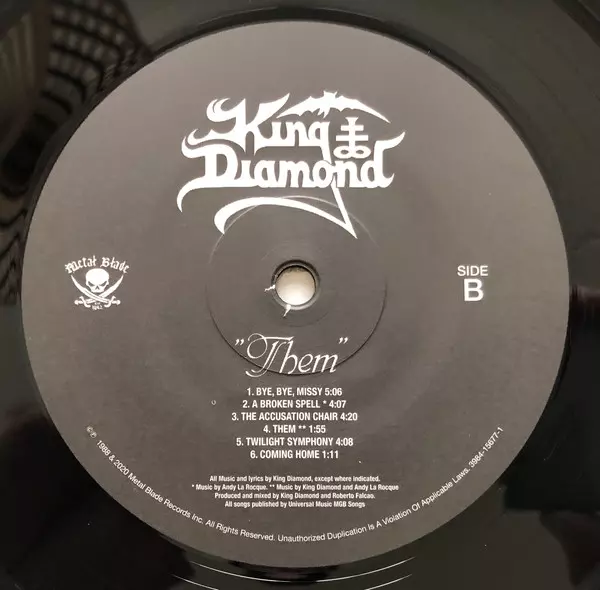 King
Diamond
Metal Blade
SIDE
B
"Them"
1. BYE, BYE, MISSY 5:06
2. A BROKEN SPELL * 4:07
3. THE ACCUSATION CHAIR 4:20
4. THEM ** 1:55
5. TWILIGHT SYMPHONY 4:08
6. COMING HOME 1:11
All Music and lyrics by King Diamond, except where indicated.
* Music by Andy La Rocque. ** Music by King Diamond and Andy La Rocque
Produced and mixed by King Diamond and Roberto Falcao.
All songs published by Universal Music MGB Songs
©℗ 1988 & 2020 Metal Blade Records Inc. All Rights Reserved. Unauthorized Duplication Is A Violation Of Applicable Laws. 3984-15677-1